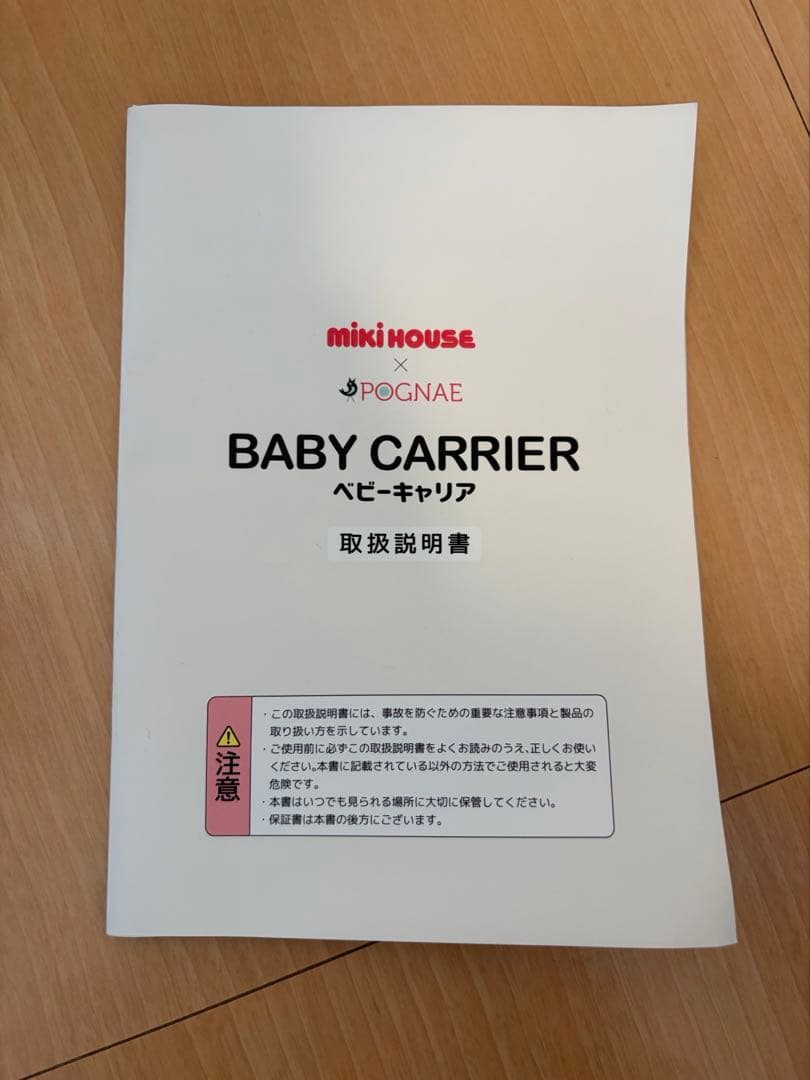 miki HOUSE
×
POGNAE
BABY CARRIER
ベビーキャリア
取扱説明書
注意
・この取扱説明書には、事故を防ぐための重要な注意事項と製品の
取り扱い方を示しています。
・ご使用前に必ずこの取扱説明書をよくお読みのうえ、正しくお使い
ください。本書に記載されている以外の方法でご使用されると大変
危険です。
・本書はいつでも見られる場所に大切に保管してください。
・保証書は本書の後方にございます。